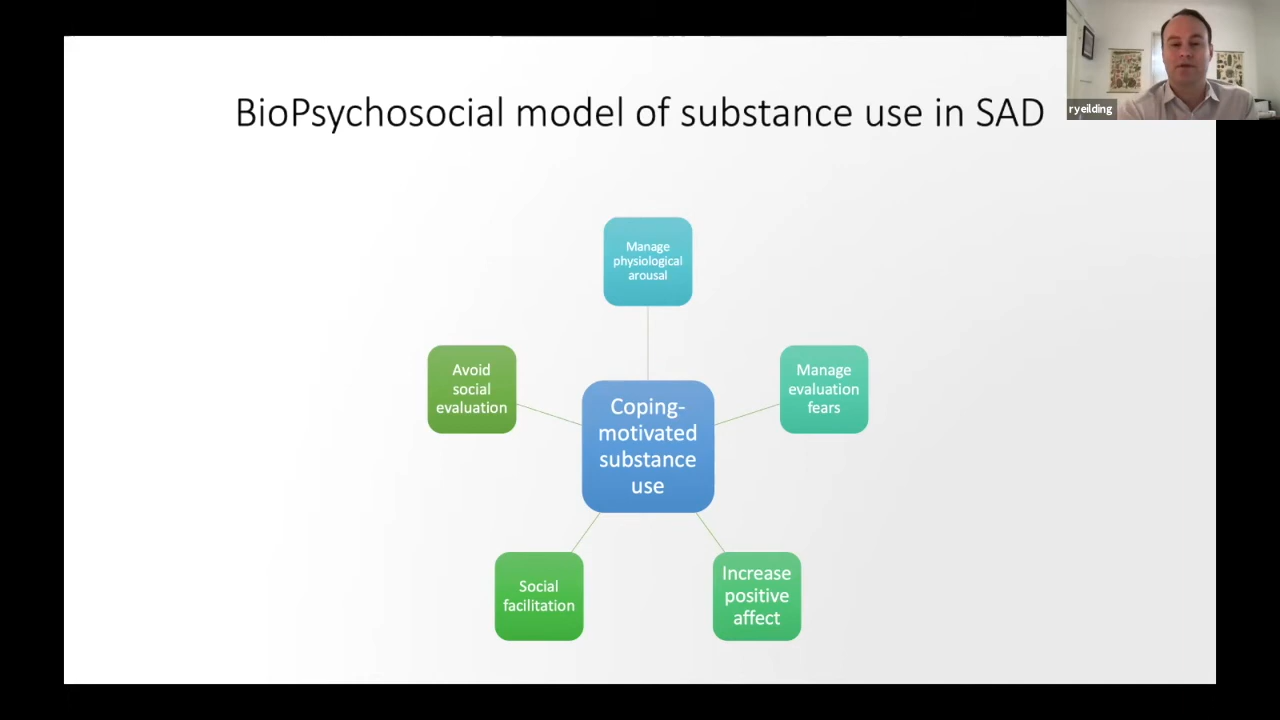 BioPsychosocial model of substance use in SAD
ryeilding
Manage
physiological
arousal
Avoid
social
evaluation
Manage
evaluation
fears
Coping-
motivated
substance
use
Social
facilitation
Increase
positive
affect